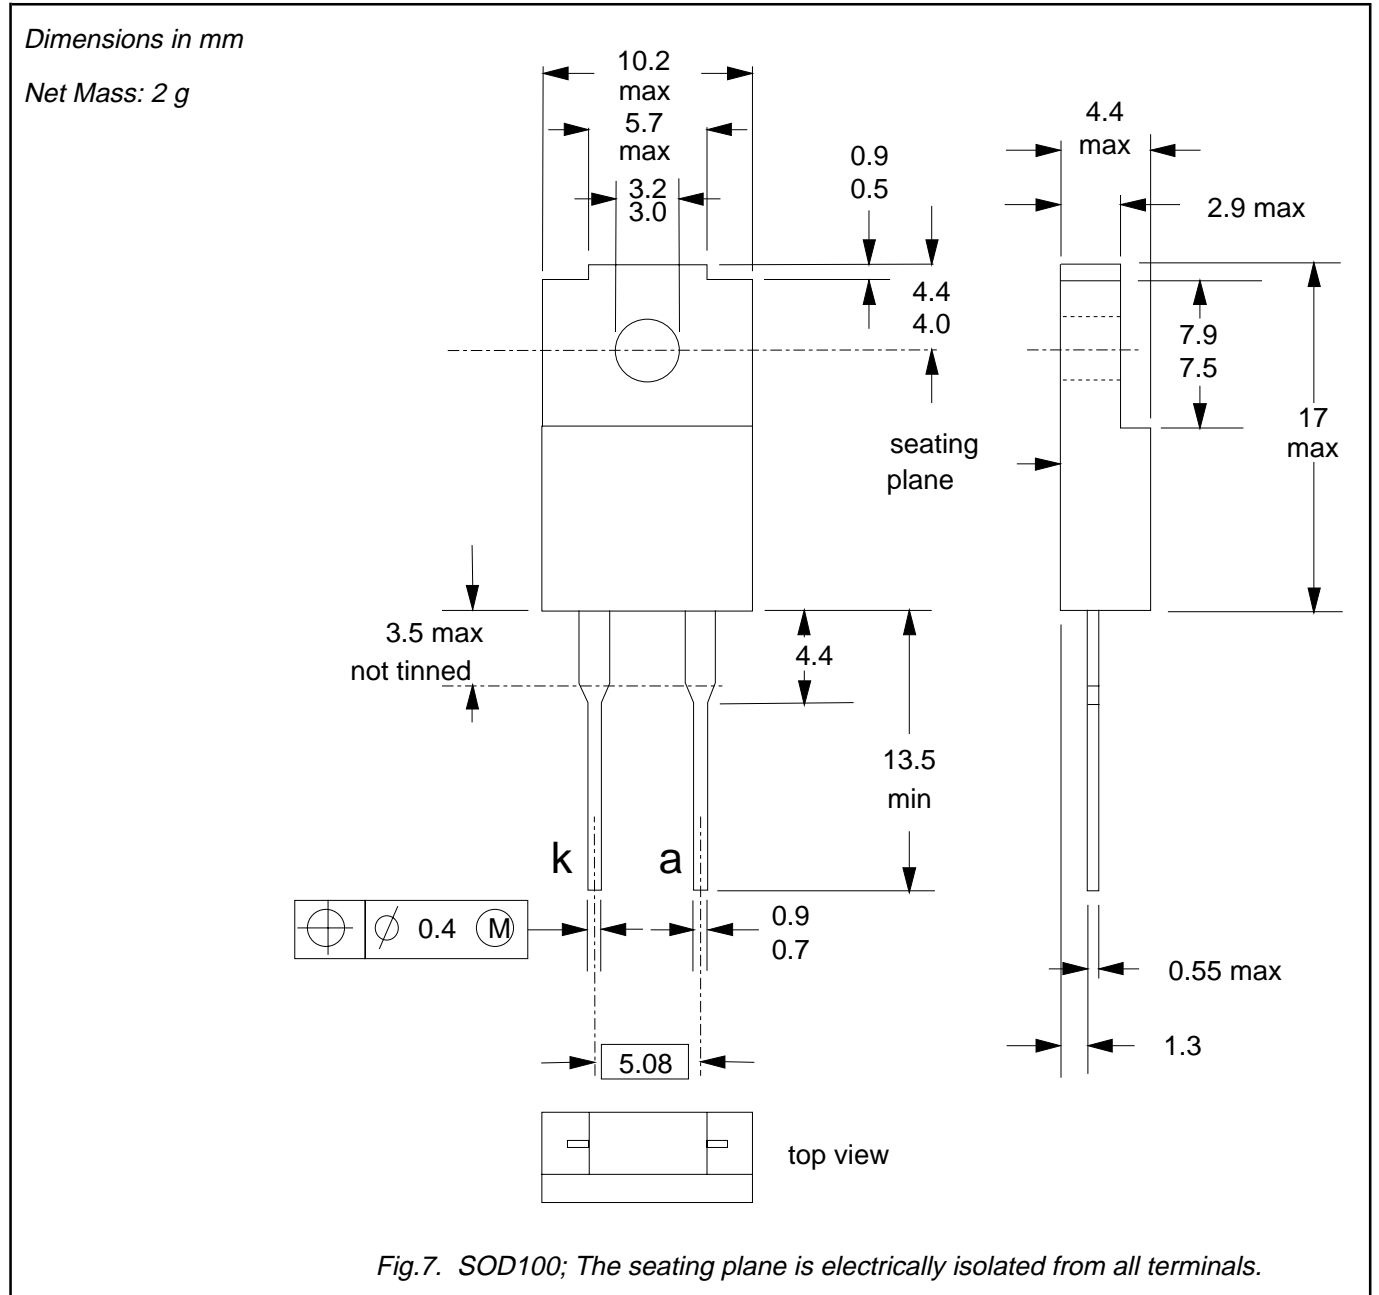 Dimensions in mm
Net Mass: 2 g
10.2
max
5.7
max
3.2
3.0
0.9
0.5
4.4
4.0
4.4
max
2.9 max
7.9
7.5
17
max
seating
plane
3.5 max
not tinned
4.4
13.5
min
k
a
0.4 M
0.9
0.7
0.55 max
1.3
5.08
top view
Fig.7. SOD100; The seating plane is electrically isolated from all terminals.